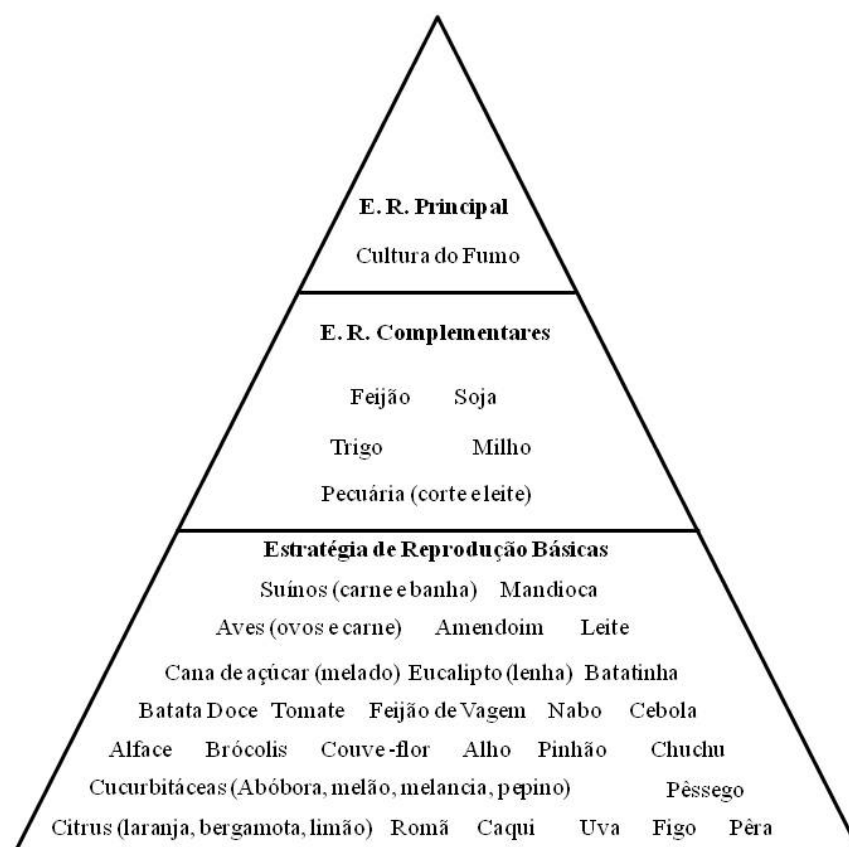 E. R. Principal
Cultura do Fumo
E. R. Complementares
Feijão Soja
Trigo Milho
Pecuária (corte e leite)
Estratégia de Reprodução Básicas
Suínos (carne e banha) Mandioca
Aves (ovos e carne) Amendoim Leite
Cana de açúcar (melado) Eucalipto (lenha) Batatinha
Batata Doce Tomate Feijão de Vagem Nabo Cebola
Alface Brócolis Couve-flor Alho Pinhão Chuchu
Cucurbitáceas (Abóbora, melão, melancia, pepino) Pêssego
Citrus (laranja, bergamota, limão) Romã Caqui Uva Figo Pêra